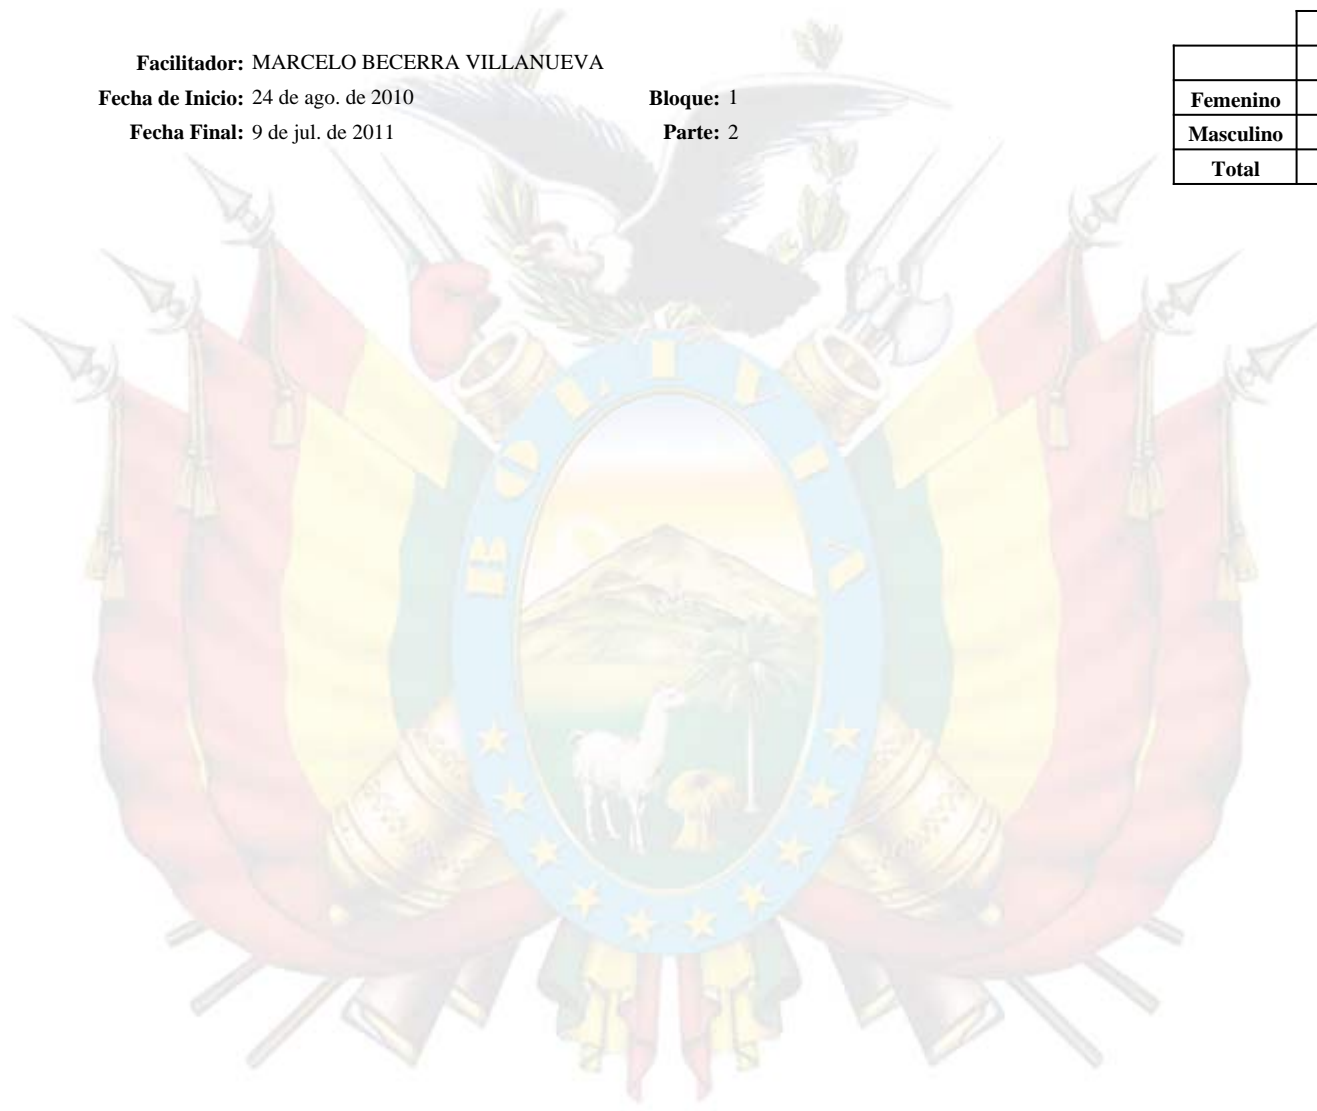 Facilitador: MARCELO BECERRA VILLANUEVA
Fecha de Inicio: 24 de ago. de 2010 Bloque: 1
Fecha Final: 9 de jul. de 2011 Parte: 2
Femenino
Masculino
Total
BOLIVIA